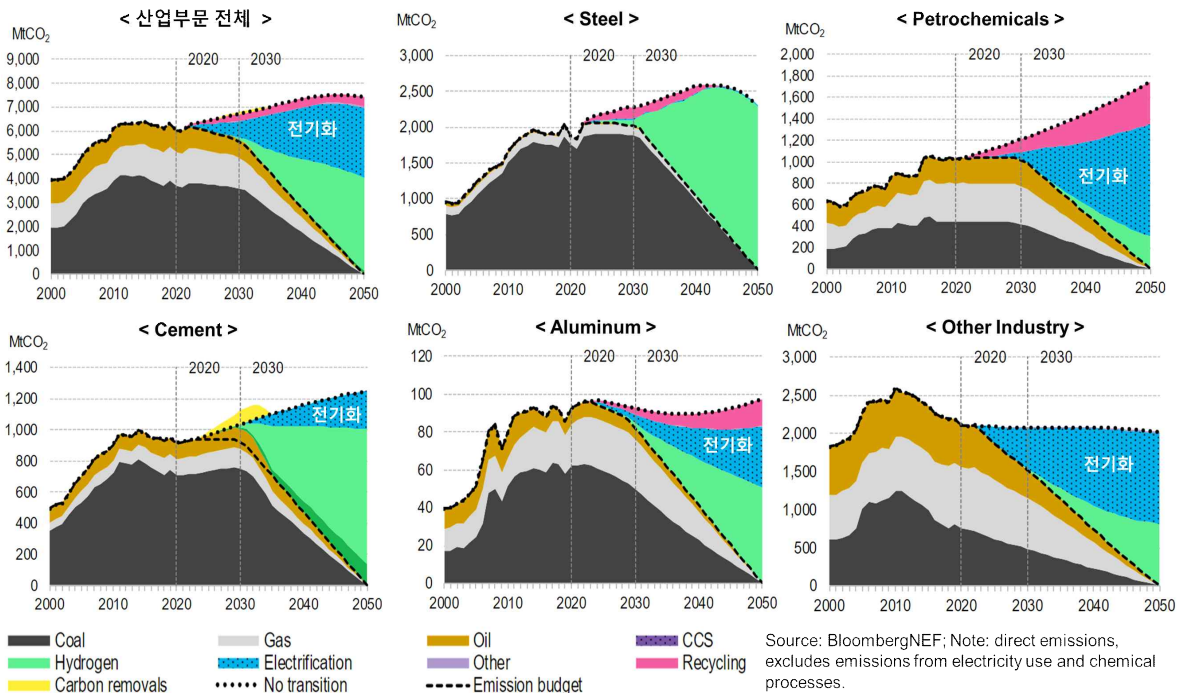 < 산업부문 전체 >
MtCO2
9,000
8,000
7,000
6,000
5,000
4,000
3,000
2,000
1,000
0
2020
2030
전기화
2000 2010 2020 2030 2040 2050
< Steel >
MtCO2
3,000
2,500
2,000
1,500
1,000
500
0
2020
2030
2000 2010 2020 2030 2040 2050
< Petrochemicals >
MtCO2
2,000
1,800
1,600
1,400
1,200
1,000
800
600
400
200
0
2020
2030
전기화
2000 2010 2020 2030 2040 2050
< Cement >
MtCO2
1,400
1,200
1,000
800
600
400
200
0
2020
2030
전기화
2000 2010 2020 2030 2040 2050
< Aluminum >
MtCO2
120
100
80
60
40
20
0
2020
2030
전기화
2000 2010 2020 2030 2040 2050
< Other Industry >
MtCO2
3,000
2,500
2,000
1,500
1,000
500
0
2020
2030
전기화
2000 2010 2020 2030 2040 2050
Coal
Gas
Oil
CCS
Hydrogen
Electrification
Other
Recycling
Carbon removals
No transition
Emission budget
Source: BloombergNEF; Note: direct emissions,
excludes emissions from electricity use and chemical
processes.